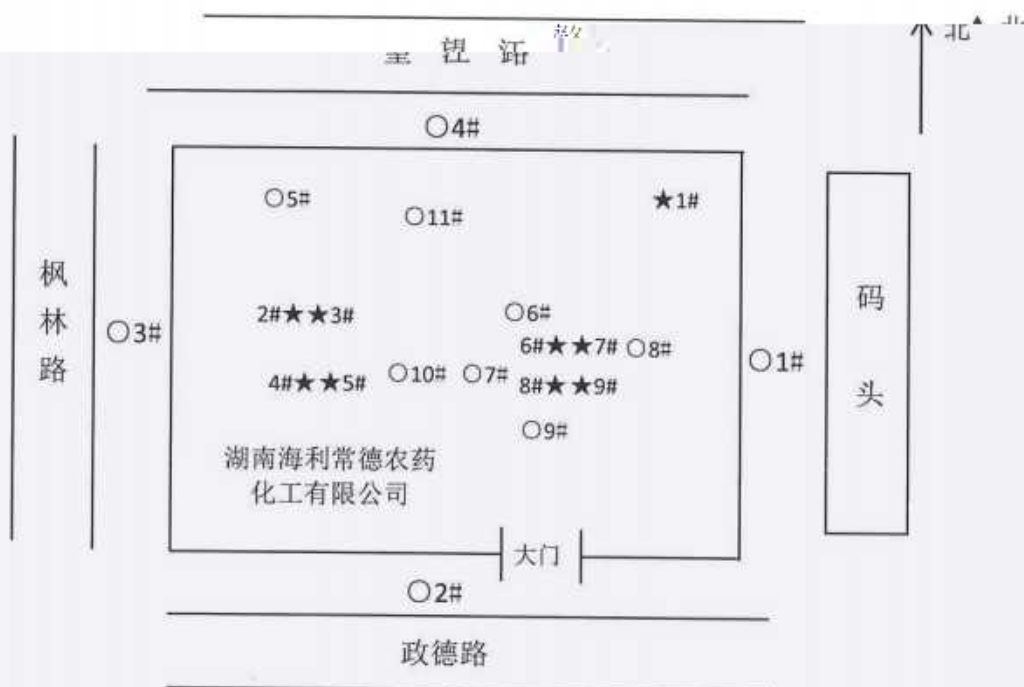 北
○4#
○5#
○11#
★1#
枫林路
○3#
2#★★3#
○6#
6#★★7#
○8#
码头
○1#
4#★★5#
○10#
○7#
8#★★9#
○9#
湖南海利常德农药
化工有限公司
大门
○2#
政德路